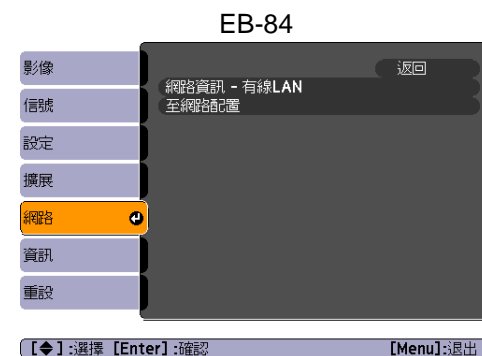 EB-84
影像
信號
設定
擴展
網路
資訊
重設
返回
網路資訊 - 有線LAN
至網路配置
[◆]:選擇 [Enter]:確認 [Menu]:退出